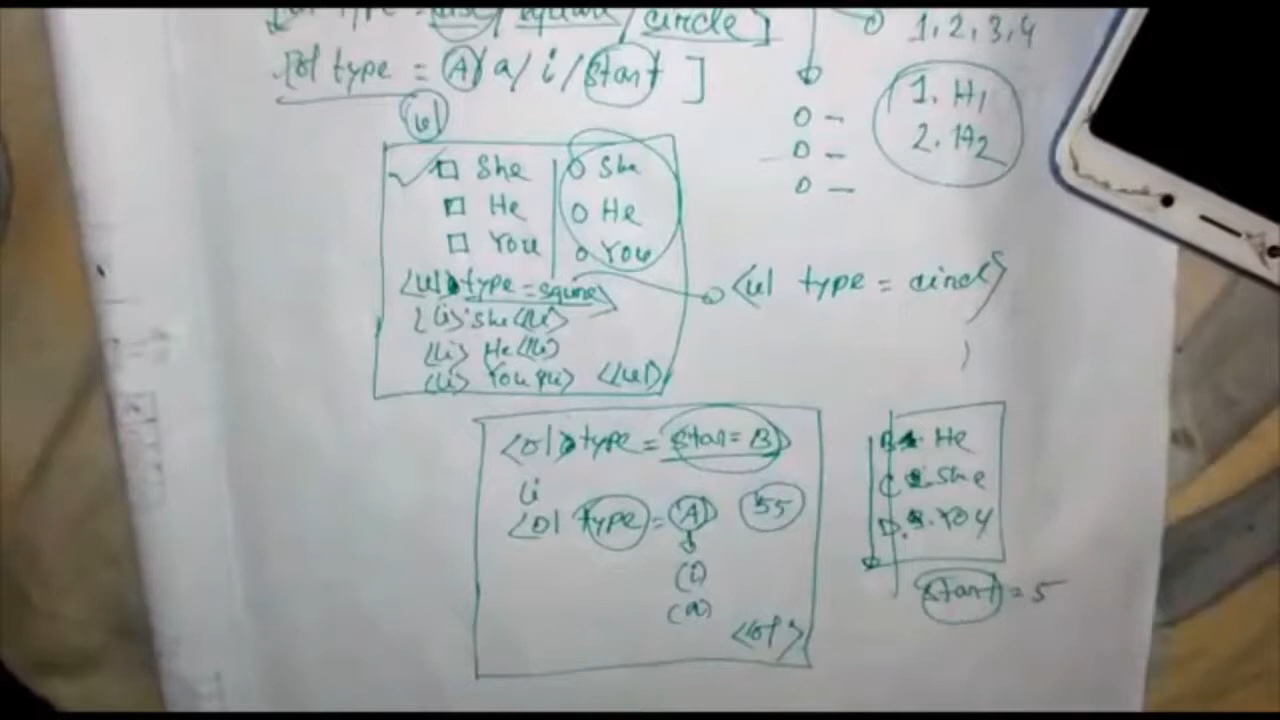 type square / circle ]
1, 2, 3, 4
[ol type = A / a / i / start ]
1. H1
2. H2
ul
□ She
□ He
□ You
o She
o He
o You
<ul type = square>
<li> She </li>
<li> He </li>
<li> You </li> </ul>
<ul type = circle>
<ol type = start = B>
li
<ol type = A> 55
(i)
(a)
<ol>
B. He
C. She
D. You
start = 5